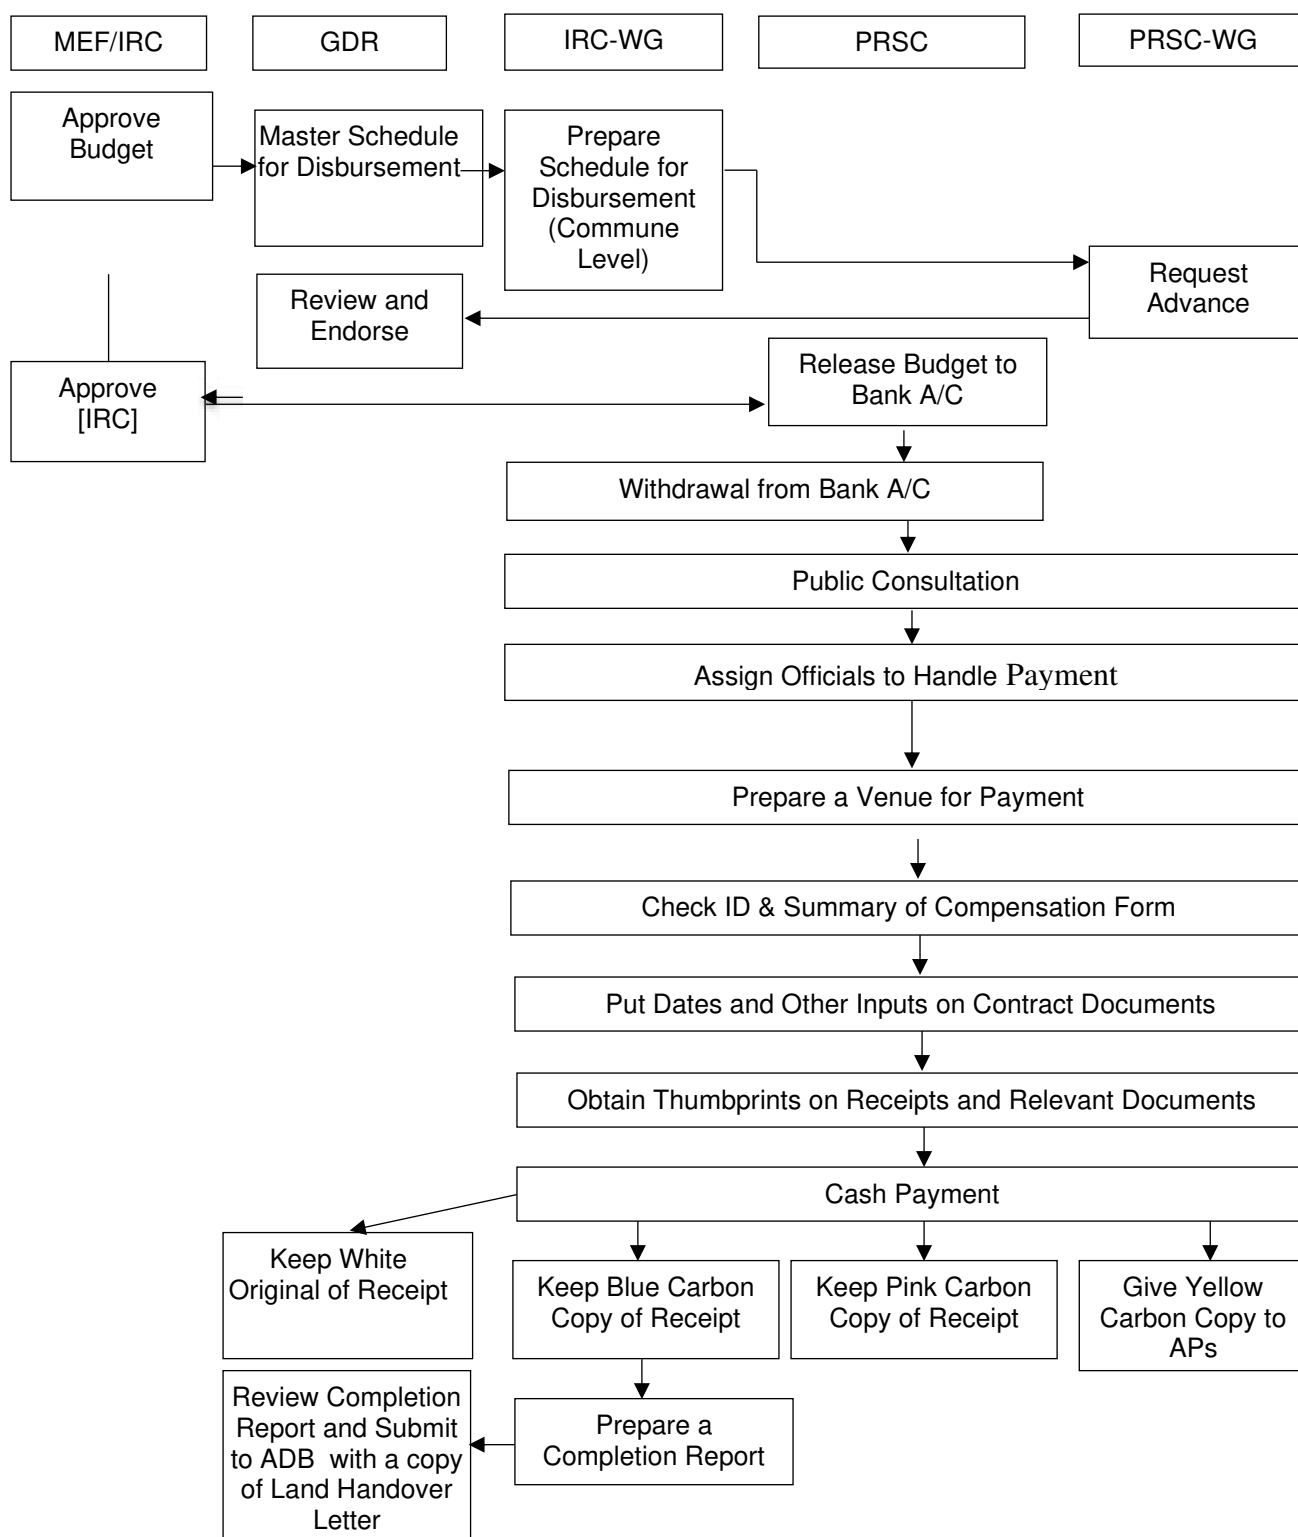 MEF/IRC
GDR
IRC-WG
PRSC
PRSC-WG
Approve
Budget
Master Schedule
for Disbursement
Prepare
Schedule for
Disbursement
(Commune
Level)
Request
Advance
Review and
Endorse
Approve
[IRC]
Release Budget to
Bank A/C
Withdrawal from Bank A/C
Public Consultation
Assign Officials to Handle Payment
Prepare a Venue for Payment
Check ID & Summary of Compensation Form
Put Dates and Other Inputs on Contract Documents
Obtain Thumbprints on Receipts and Relevant Documents
Cash Payment
Keep White
Original of Receipt
Keep Blue Carbon
Copy of Receipt
Keep Pink Carbon
Copy of Receipt
Give Yellow
Carbon Copy to
APs
Review Completion
Report and Submit
to ADB with a copy
of Land Handover
Letter
Prepare a
Completion Report